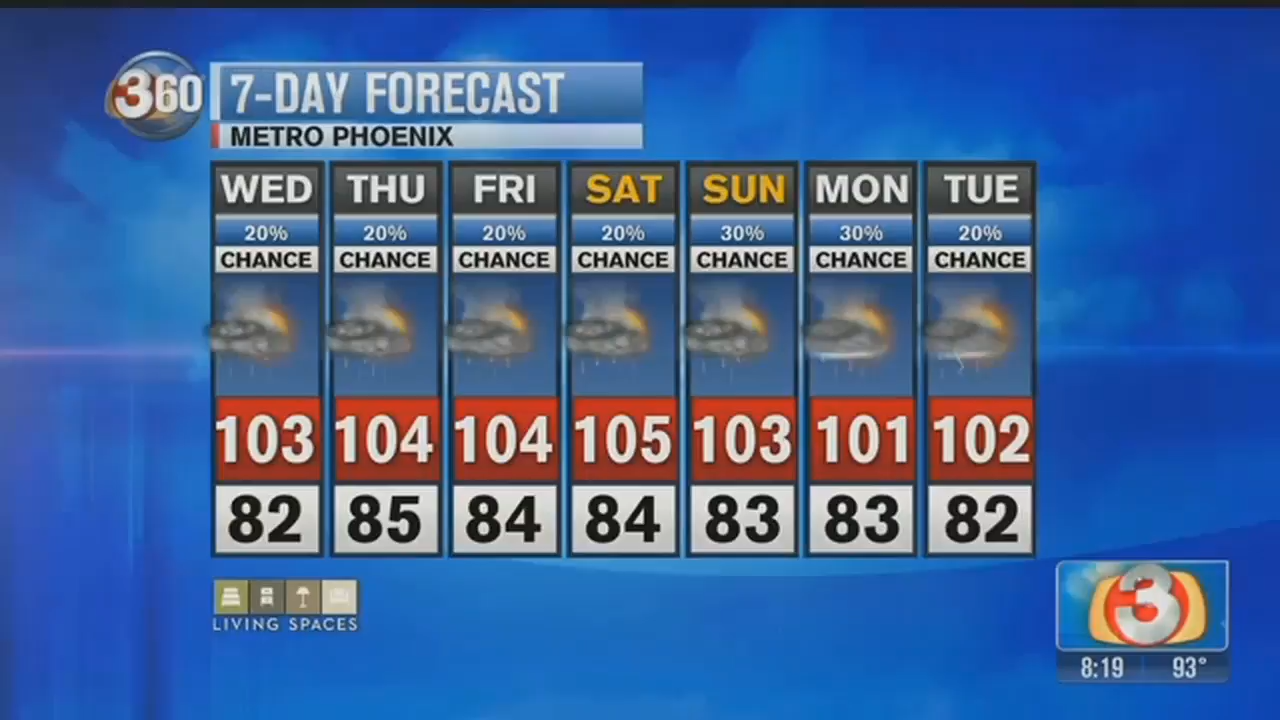 360
7-DAY FORECAST
METRO PHOENIX
WED THU FRI SAT SUN MON TUE
20% 20% 20% 20% 30% 30% 20%
CHANCE CHANCE CHANCE CHANCE CHANCE CHANCE CHANCE
103 104 104 105 103 101 102
82 85 84 84 83 83 82
LIVING SPACES
3
8:19 93°